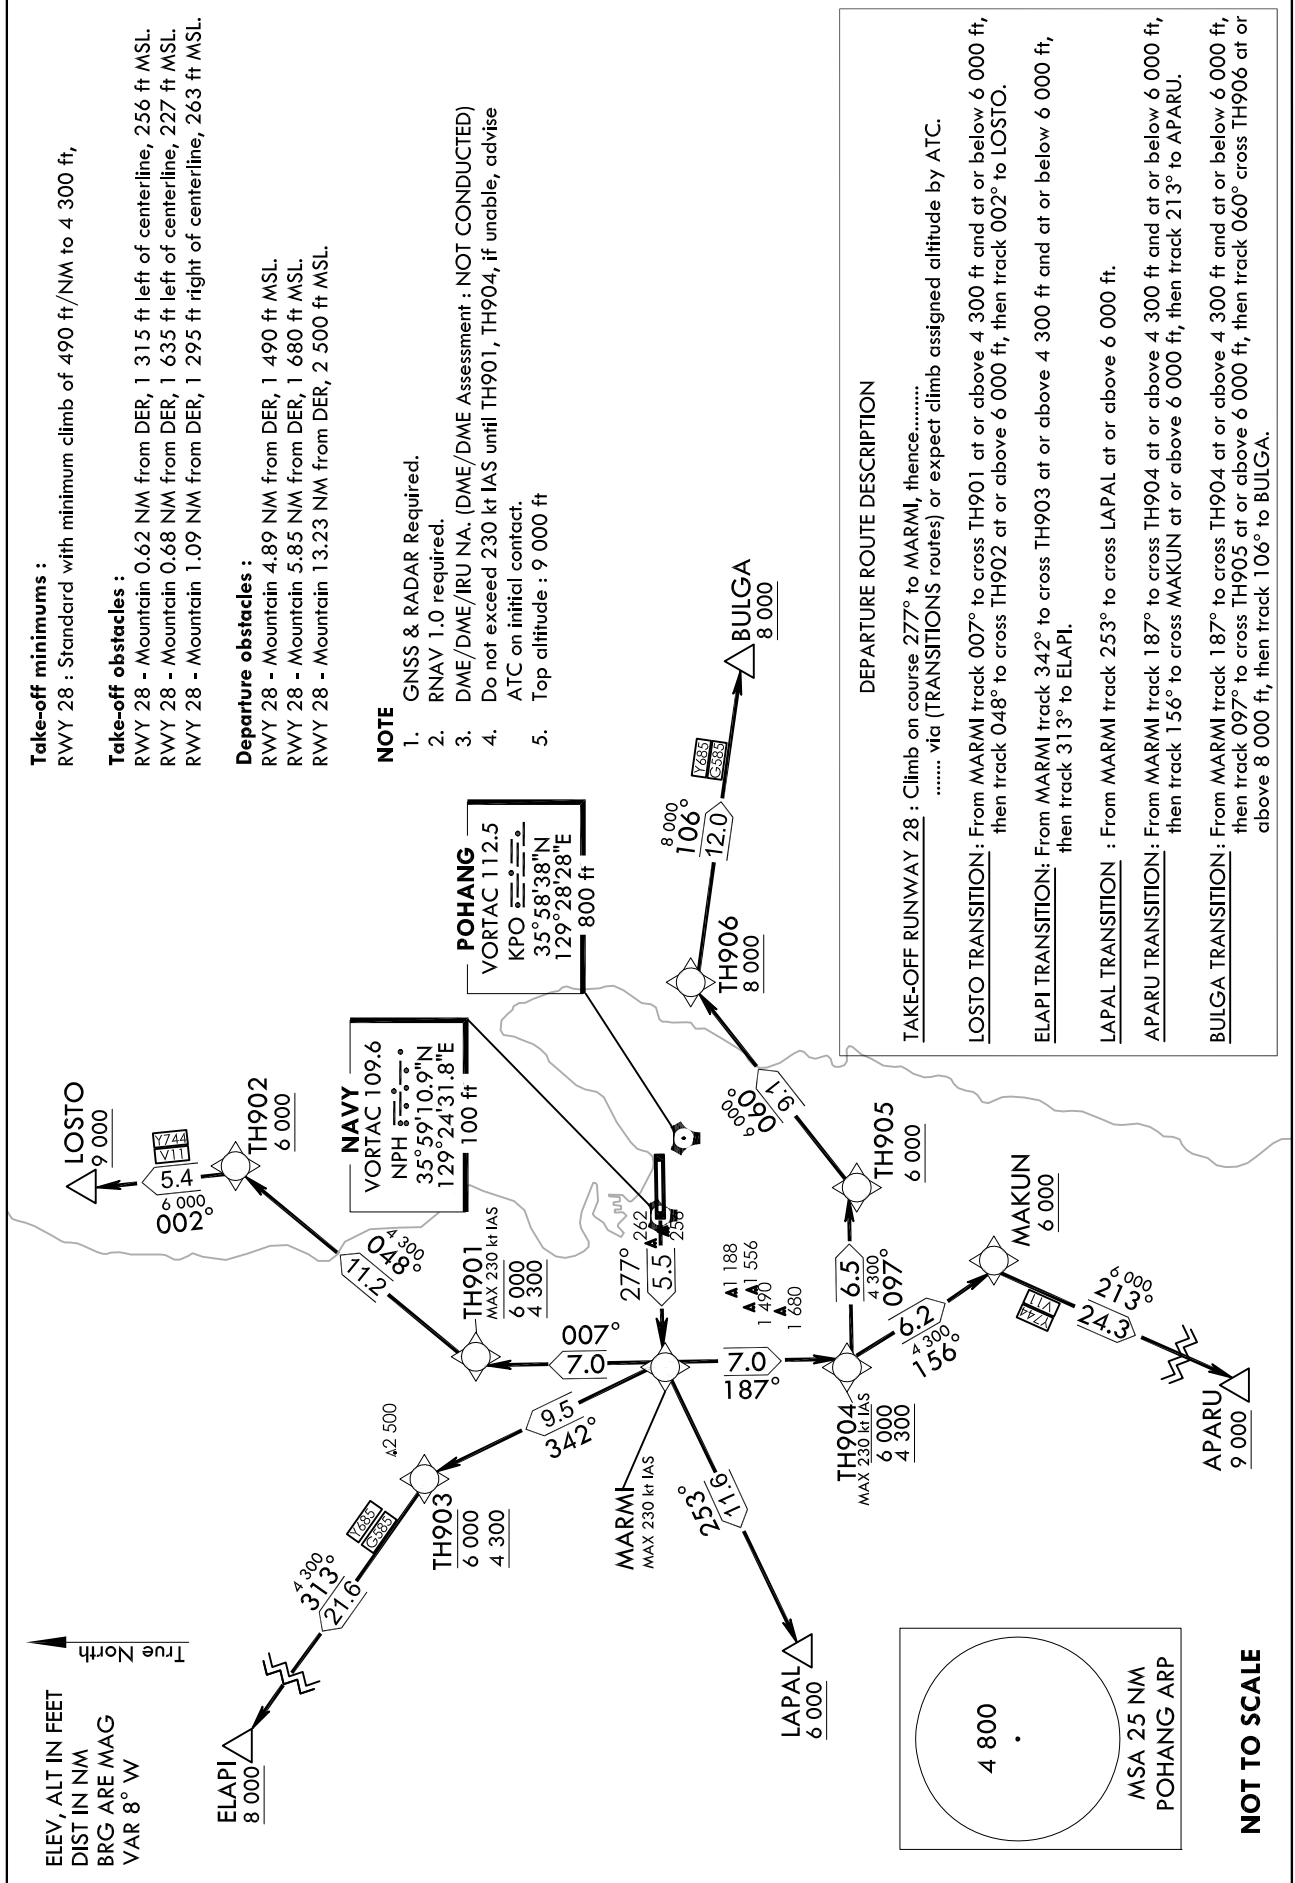 ELEV, ALT IN FEET
DIST IN NM
BRG ARE MAG
VAR 8° W
True North
Take-off minimums :
RWY 28 : Standard with minimum climb of 490 ft/NM to 4 300 ft,
Take-off obstacles :
RWY 28 - Mountain 0.62 NM from DER, 1 315 ft left of centerline, 256 ft MSL.
RWY 28 - Mountain 0.68 NM from DER, 1 635 ft left of centerline, 227 ft MSL.
RWY 28 - Mountain 1.09 NM from DER, 1 295 ft right of centerline, 263 ft MSL.
Departure obstacles :
RWY 28 - Mountain 4.89 NM from DER, 1 490 ft MSL.
RWY 28 - Mountain 5.85 NM from DER, 1 680 ft MSL.
RWY 28 - Mountain 13.23 NM from DER, 2 500 ft MSL.
NOTE
1. GNSS & RADAR Required.
2. RNAV 1.0 required.
3. DME/DME/IRU NA. (DME/DME Assessment : NOT CONDUCTED)
4. Do not exceed 230 kt IAS until TH901, TH904, if unable, advise
ATC on initial contact.
5. Top altitude : 9 000 ft
LOSTO
9 000
Y744
V11
5.4
6 000
002°
TH902
6 000
4 300
048°
11.2
TH901
MAX 230 kt IAS
6 000
4 300
007°
7.0
NAVY
VORTAC 109.6
NPH
35°59'10.9"N
129°24'31.8"E
100 ft
POHANG
VORTAC 112.5
KPO
35°58'38"N
129°28'28"E
800 ft
ELAPI
8 000
4 300
313°
21.6
Y685
G585
TH903
6 000
4 300
2 500
9.5
342°
MARMI
MAX 230 kt IAS
277°
5.5
262
256
1 188
1 556
1 490
1 680
253°
11.6
LAPAL
6 000
7.0
187°
TH904
MAX 230 kt IAS
6 000
4 300
6.5
4 300
097°
TH905
6 000
6 000
060°
9.1
TH906
8 000
8 000
106°
12.0
Y685
G585
BULGA
8 000
6.2
4 300
156°
MAKUN
6 000
Y744
V11
6 000
213°
24.3
APARU
9 000
4 800
MSA 25 NM
POHANG ARP
NOT TO SCALE
DEPARTURE ROUTE DESCRIPTION
TAKE-OFF RUNWAY 28 : Climb on course 277° to MARMI, thence..........
....... via (TRANSITIONS routes) or expect climb assigned altitude by ATC.
LOSTO TRANSITION : From MARMI track 007° to cross TH901 at or above 4 300 ft and at or below 6 000 ft,
then track 048° to cross TH902 at or above 6 000 ft, then track 002° to LOSTO.
ELAPI TRANSITION: From MARMI track 342° to cross TH903 at or above 4 300 ft and at or below 6 000 ft,
then track 313° to ELAPI.
LAPAL TRANSITION : From MARMI track 253° to cross LAPAL at or above 6 000 ft.
APARU TRANSITION: From MARMI track 187° to cross TH904 at or above 4 300 ft and at or below 6 000 ft,
then track 156° to cross MAKUN at or above 6 000 ft, then track 213° to APARU.
BULGA TRANSITION : From MARMI track 187° to cross TH904 at or above 4 300 ft and at or below 6 000 ft,
then track 097° to cross TH905 at or above 6 000 ft, then track 060° cross TH906 at or
above 8 000 ft, then track 106° to BULGA.